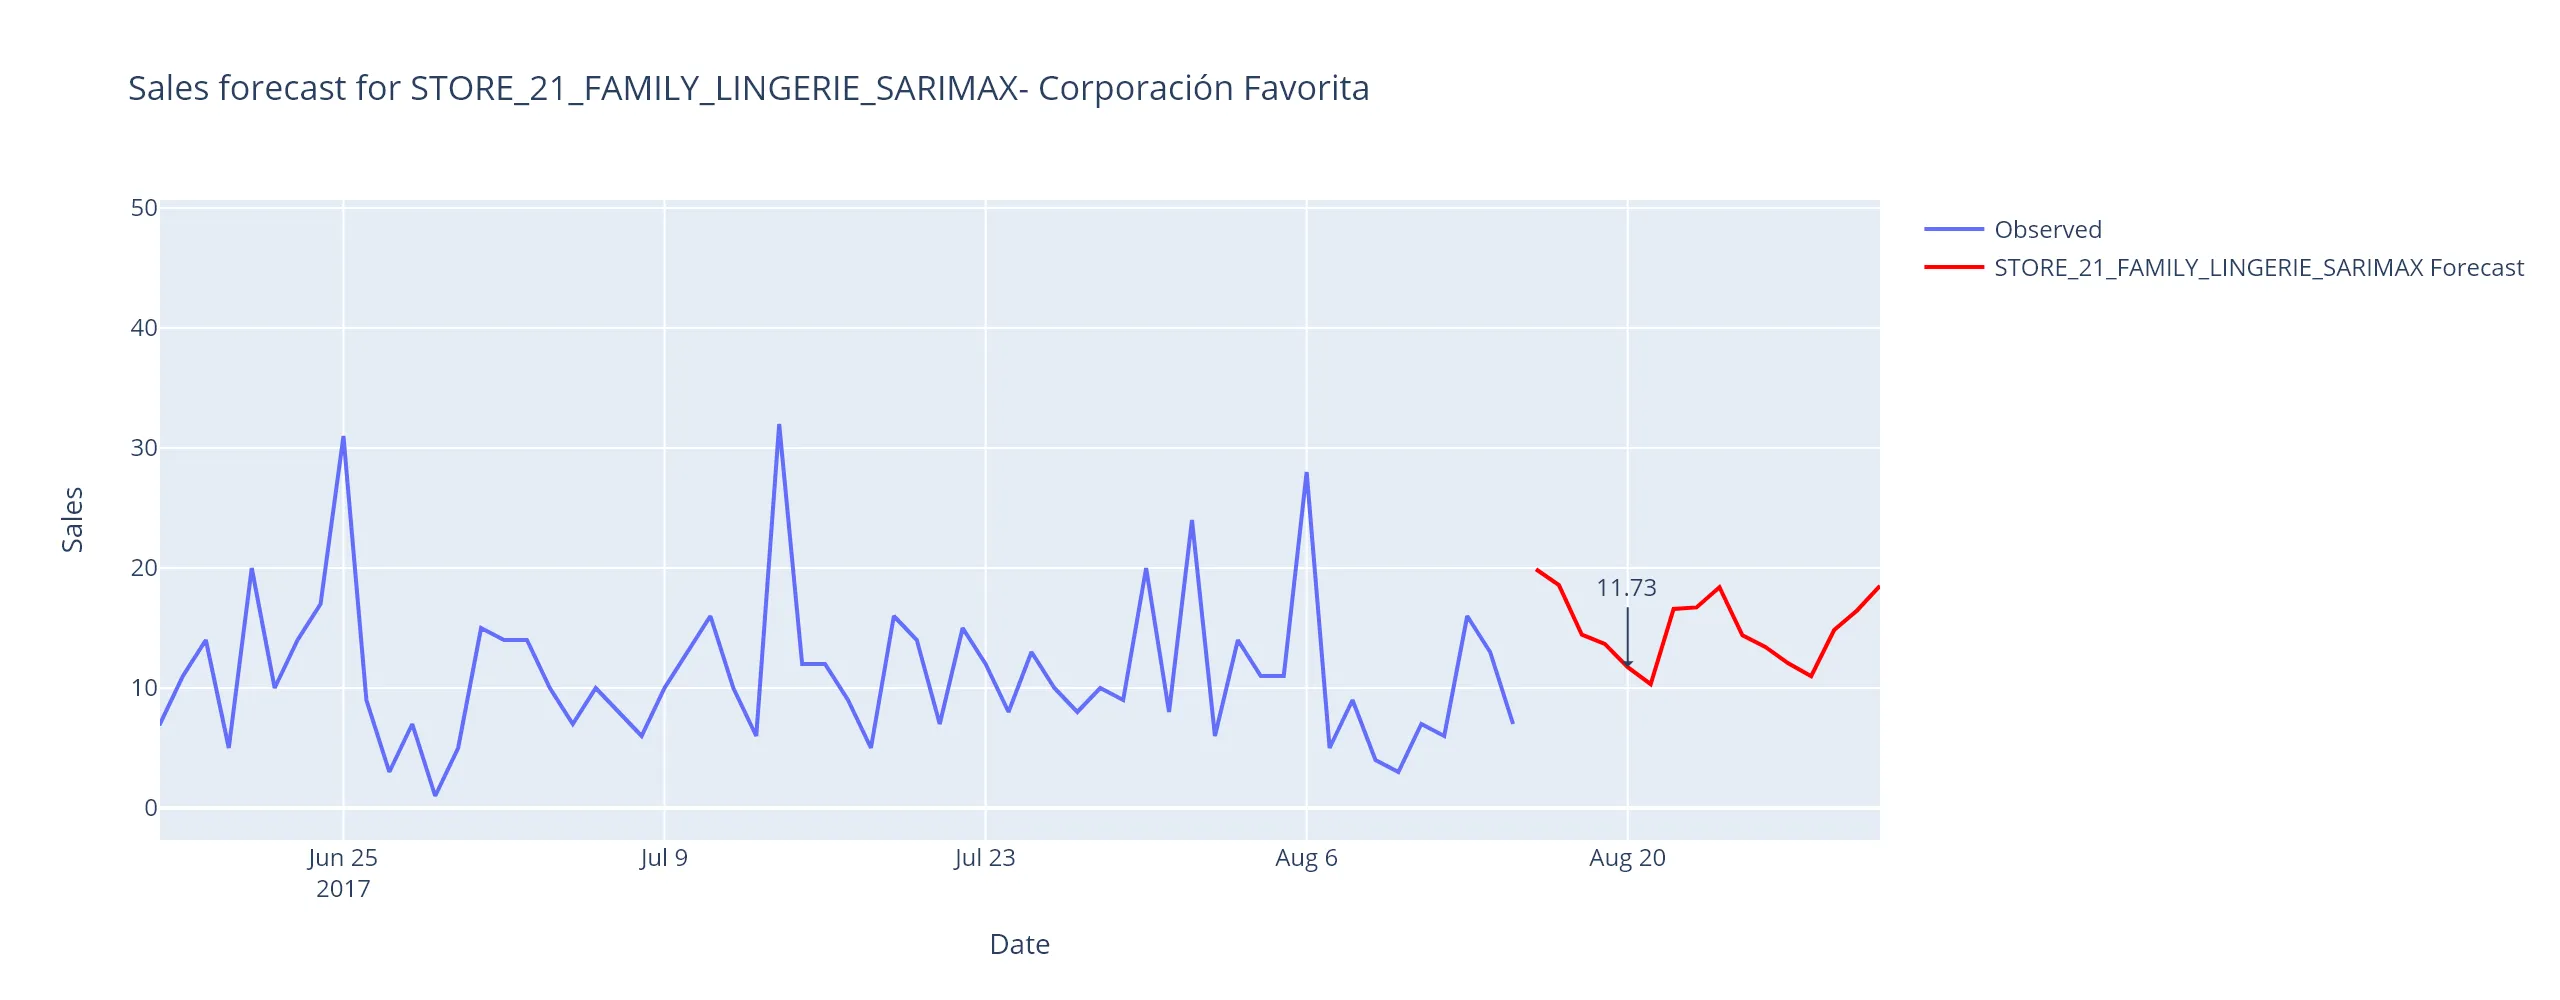 Sales forecast for STORE_21_FAMILY_LINGERIE_SARIMAX- Corporación Favorita
50
40
30
20
10
0
Sales
11.73
Jun 25
2017
Jul 9
Jul 23
Aug 6
Aug 20
Date
Observed
STORE_21_FAMILY_LINGERIE_SARIMAX Forecast